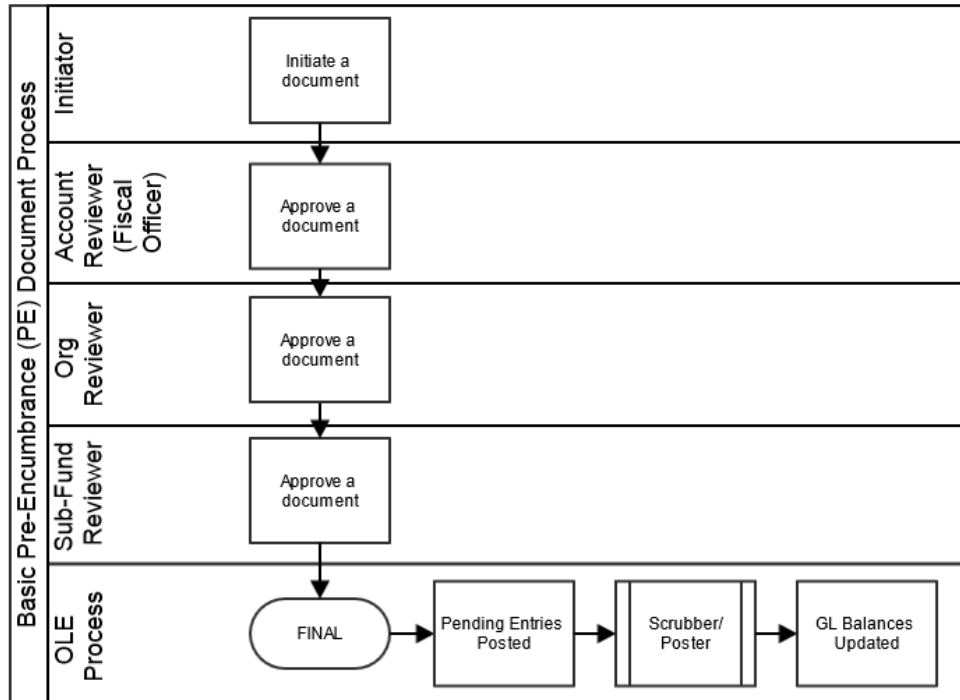 Basic Pre-Encumbrance (PE) Document Process
Initiator
Initiate a
document
Account
Reviewer
(Fiscal
Officer)
Approve a
document
Org
Reviewer
Approve a
document
Sub-Fund
Reviewer
Approve a
document
OLE
Process
FINAL
Pending Entries
Posted
Scrubber/
Poster
GL Balances
Updated